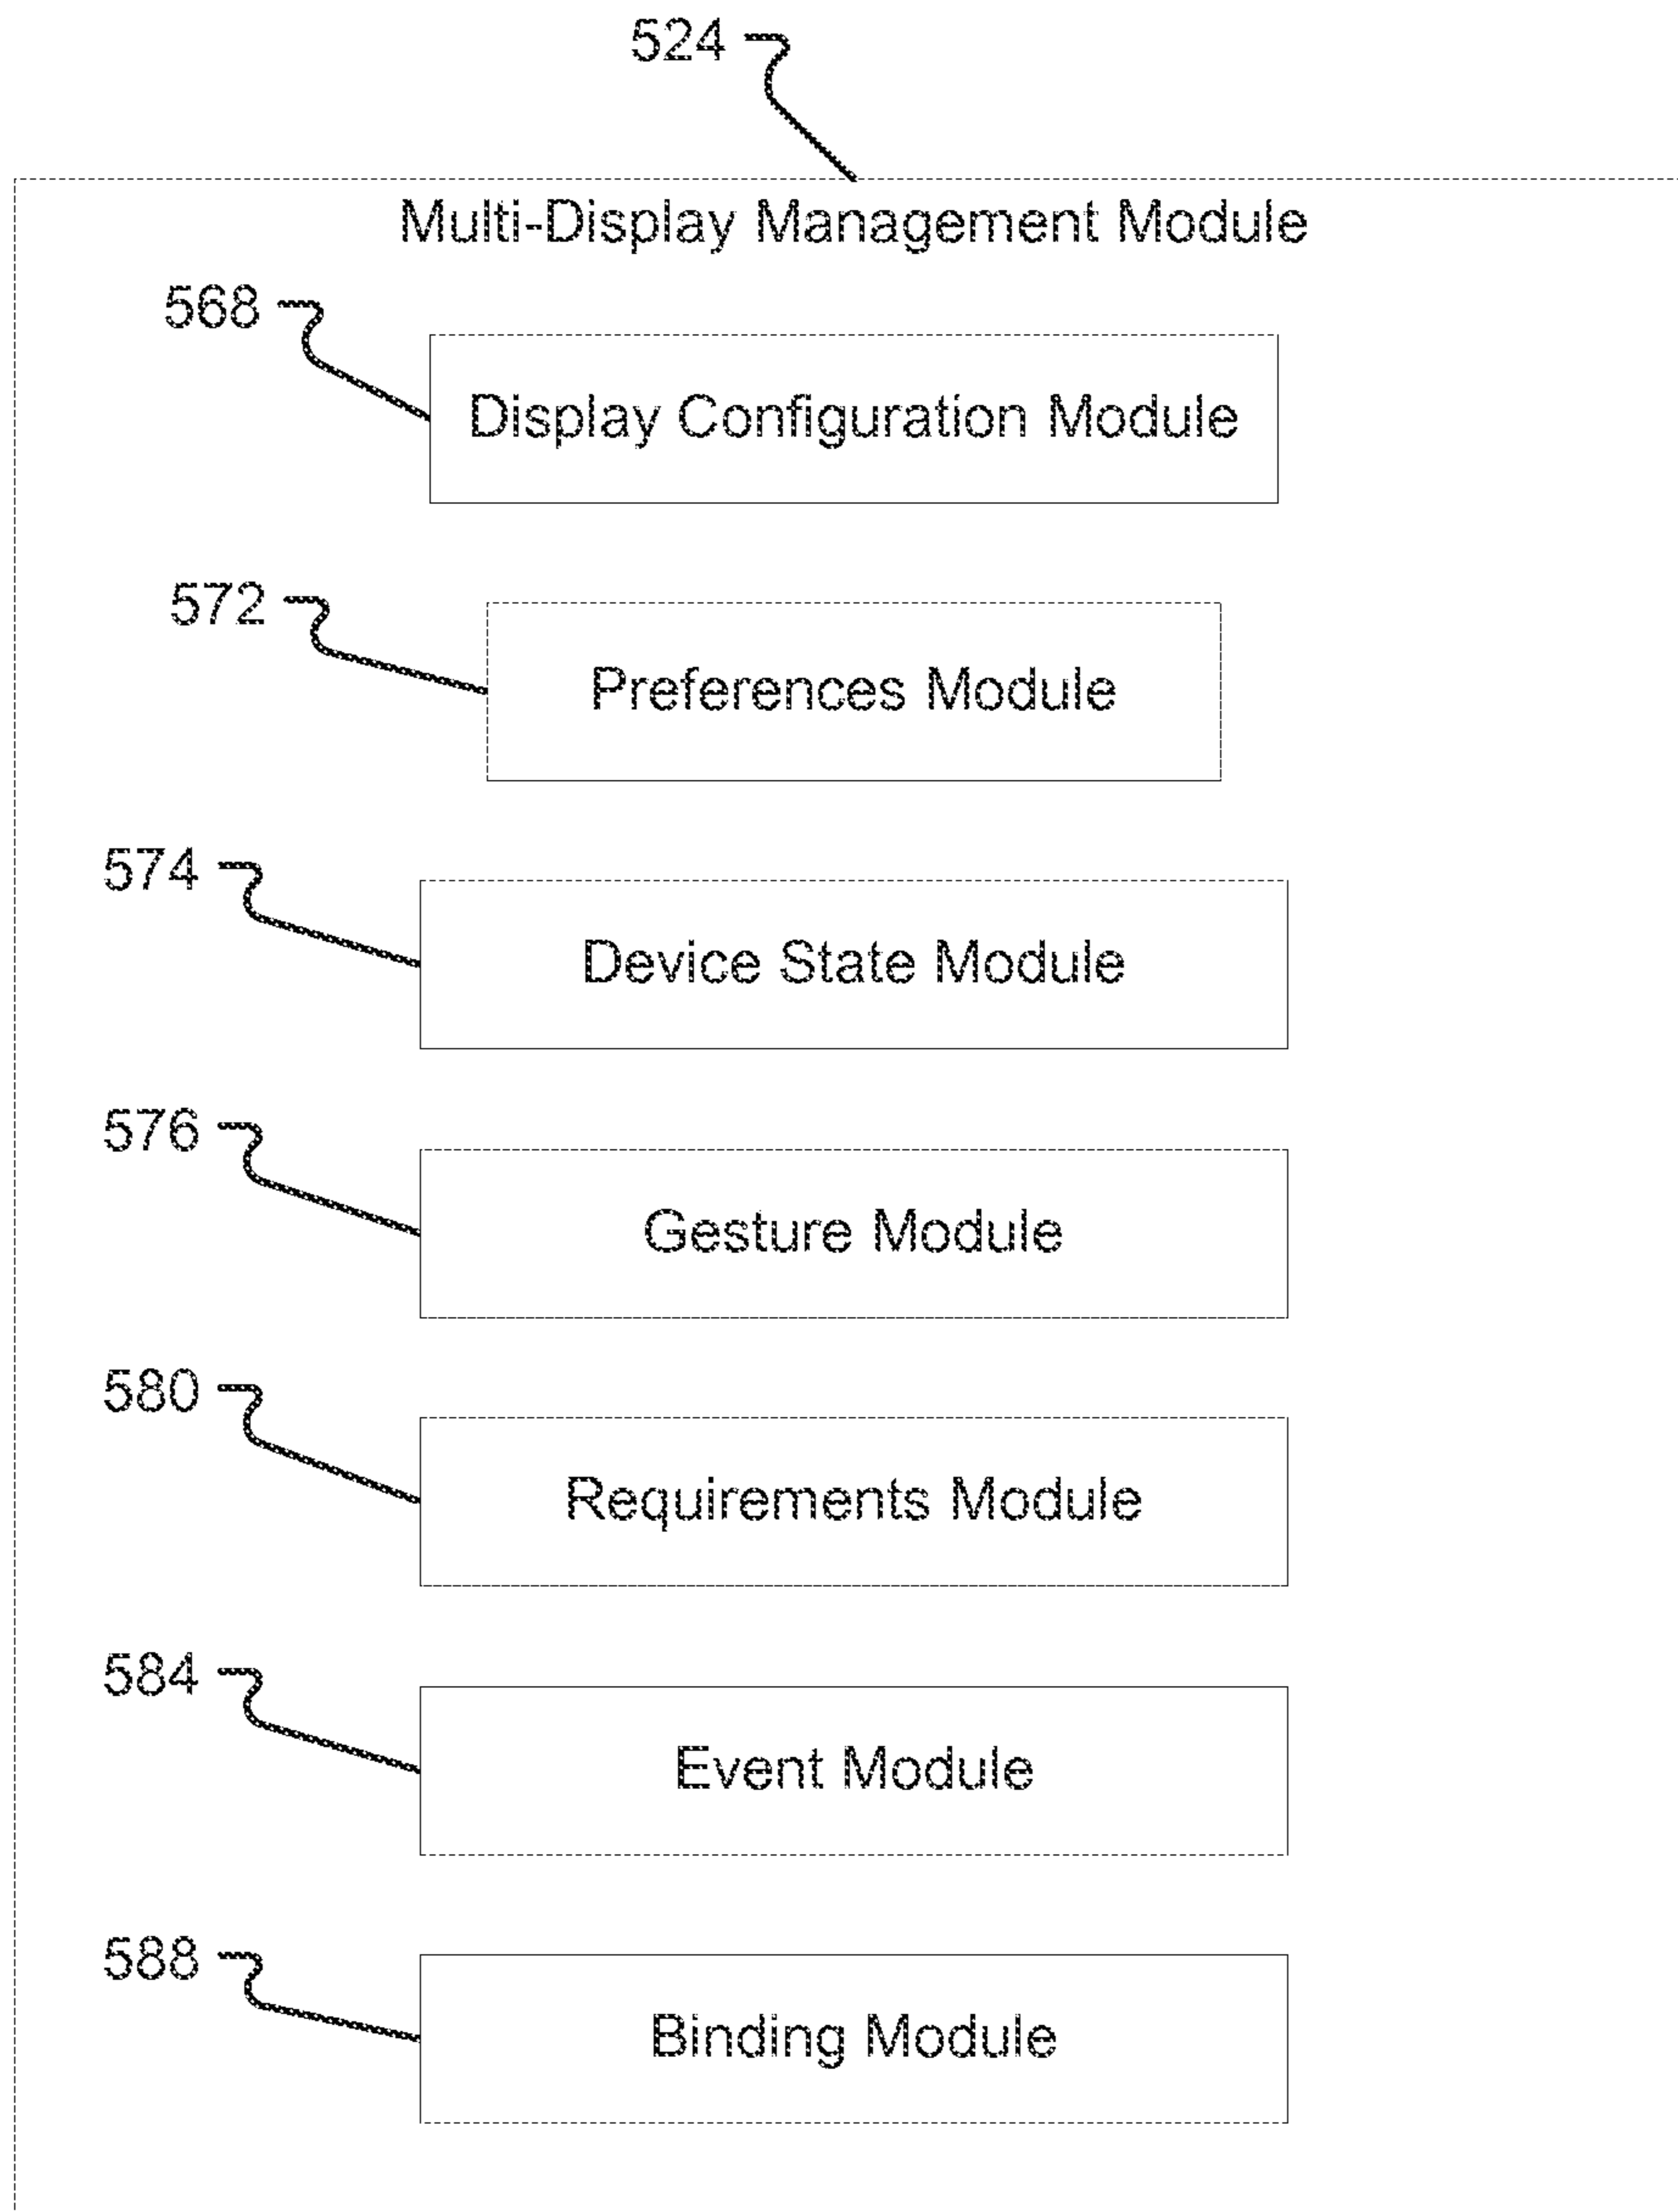 524
Multi-Display Management Module
568
Display Configuration Module
572
Preferences Module
574
Device State Module
576
Gesture Module
580
Requirements Module
584
Event Module
588
Binding Module